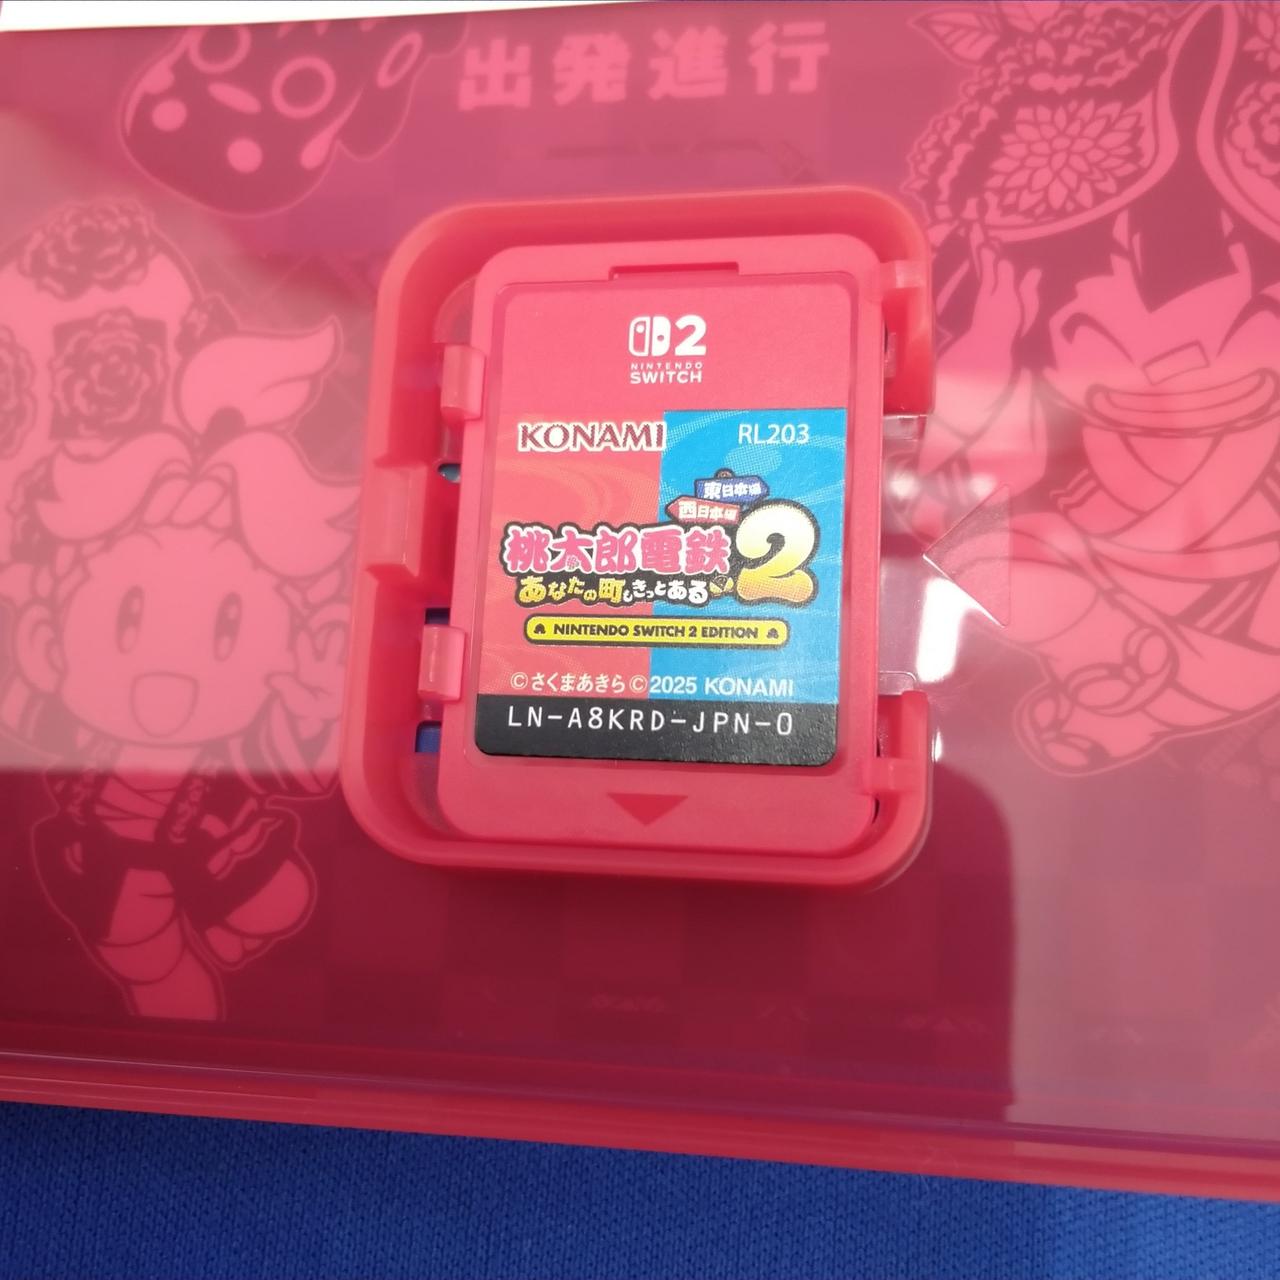 出発進行
2
NINTENDO
SWITCH
KONAMI
RL203
東日本編
西日本編
桃太郎電鉄2
あなたの町もきっとある
NINTENDO SWITCH 2 EDITION
©さくまあきら©2025 KONAMI
LN-A8KRD-JPN-0